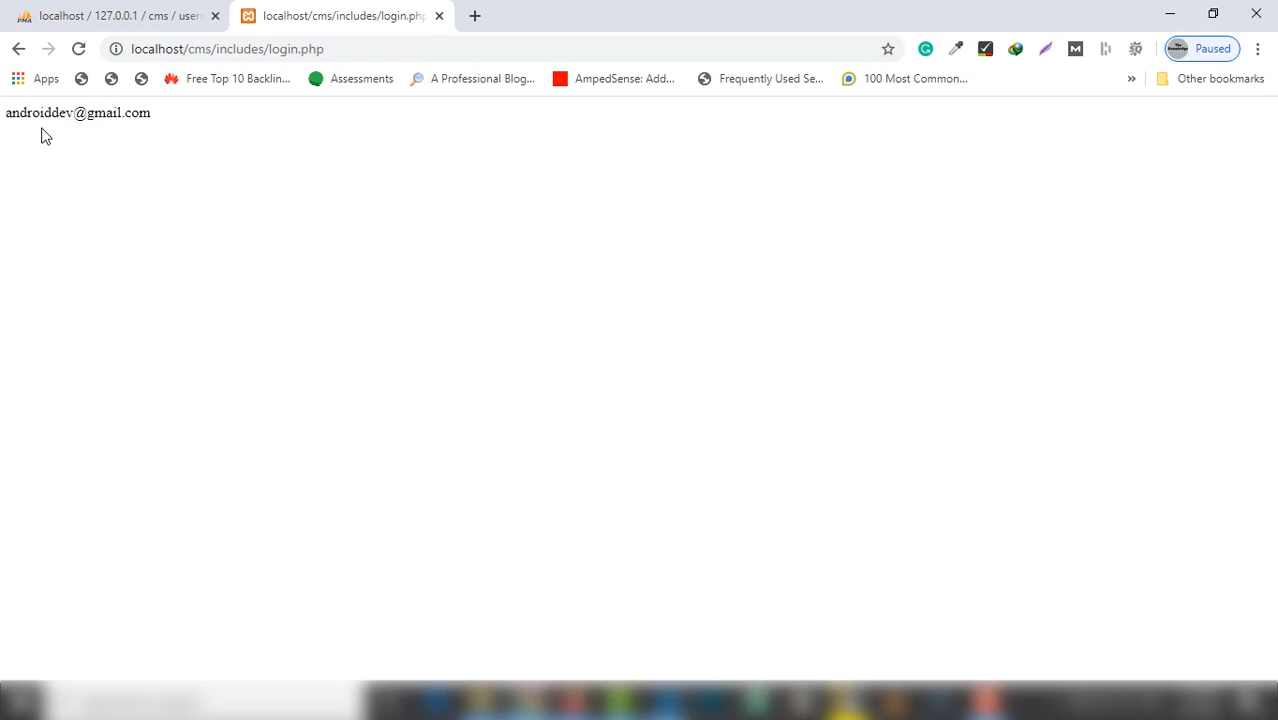 localhost / 127.0.0.1 / cms / users
localhost/cms/includes/login.php
localhost/cms/includes/login.php
Paused
Apps
Free Top 10 Backlin...
Assessments
A Professional Blog...
AmpedSense: Add...
Frequently Used Se...
100 Most Common...
»
Other bookmarks
androiddev@gmail.com